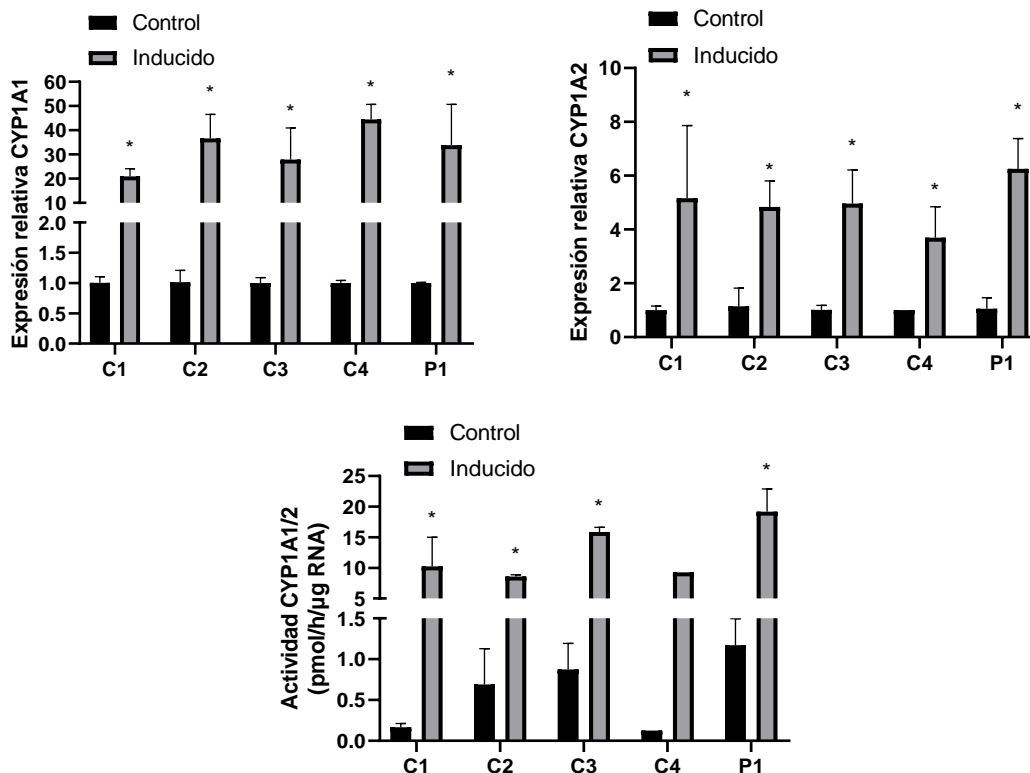 Control
Inducido
Expresión relativa CYP1A1
60
50
40
30
20
10
2.0
1.5
1.0
0.5
0.0
* * * * *
C1 C2 C3 C4 P1
Control
Inducido
Expresión relativa CYP1A2
10
8
6
4
2
0
* * * * *
C1 C2 C3 C4 P1
Control
Inducido
Actividad CYP1A1/2
(pmol/h/µg RNA)
25
20
15
10
5
1.5
1.0
0.5
0.0
* * * *
C1 C2 C3 C4 P1